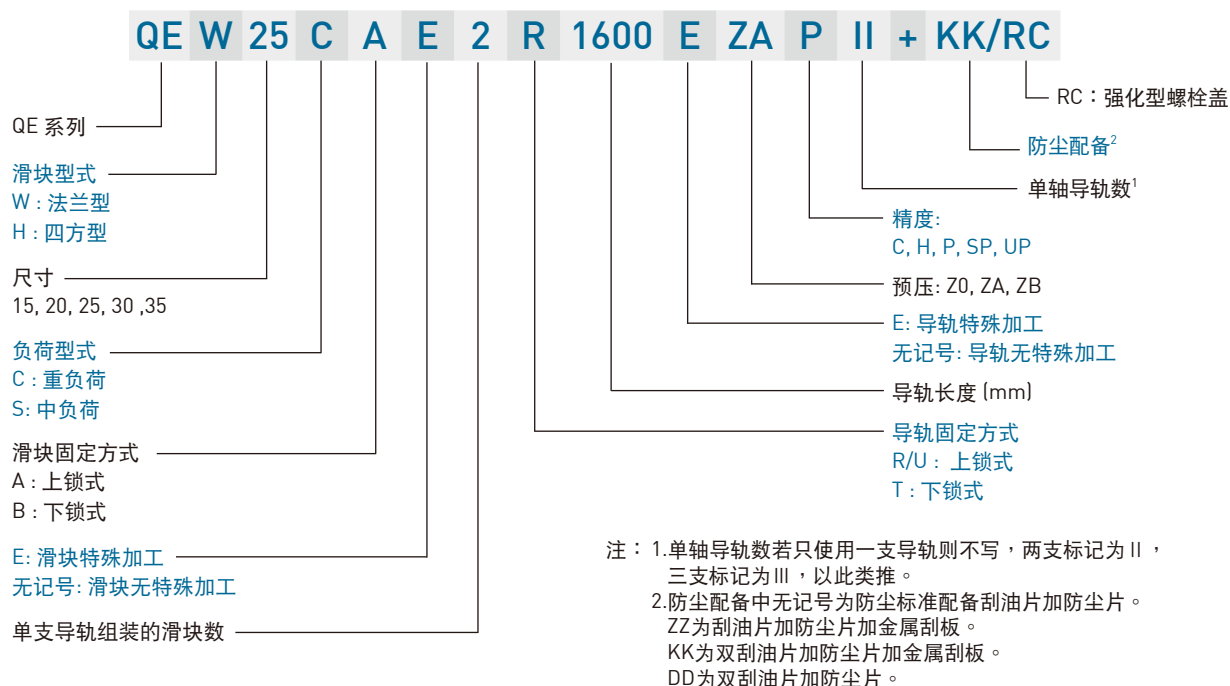 QE W 25 C A E 2 R 1600 E ZA P II + KK/RC
QE 系列
滑块型式
W : 法兰型
H : 四方型
尺寸
15, 20, 25, 30 ,35
负荷型式
C : 重负荷
S: 中负荷
滑块固定方式
A : 上锁式
B : 下锁式
E: 滑块特殊加工
无记号: 滑块无特殊加工
单支导轨组装的滑块数
RC：强化型螺栓盖
防尘配备²
单轴导轨数¹
精度:
C, H, P, SP, UP
预压: Z0, ZA, ZB
E: 导轨特殊加工
无记号: 导轨无特殊加工
导轨长度 (mm)
导轨固定方式
R/U : 上锁式
T : 下锁式
注： 1.单轴导轨数若只使用一支导轨则不写，两支标记为 II ，
三支标记为III ，以此类推。
2.防尘配备中无记号为防尘标准配备刮油片加防尘片。
ZZ为刮油片加防尘片加金属刮板。
KK为双刮油片加防尘片加金属刮板。
DD为双刮油片加防尘片。